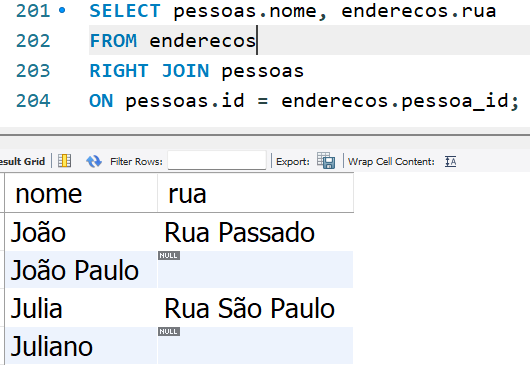 201 SELECT pessoas.nome, enderecos.rua
202 FROM enderecos
203 RIGHT JOIN pessoas
204 ON pessoas.id = enderecos.pessoa_id;
esult Grid Filter Rows: Export: Wrap Cell Content:
nome rua
João Rua Passado
João Paulo NULL
Julia Rua São Paulo
Juliano NULL